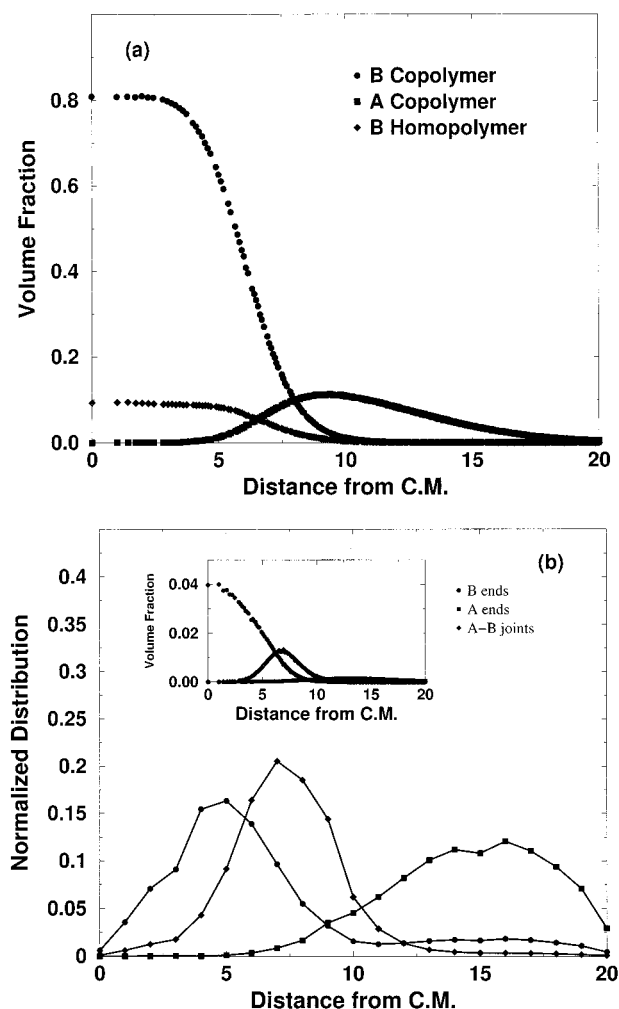 (a)
B Copolymer
A Copolymer
B Homopolymer
Volume Fraction
0.8
0.6
0.4
0.2
0.0
0 5 10 15 20
Distance from C.M.
(b)
B ends
A ends
A–B joints
Volume Fraction
0.04
0.02
0.00
0 5 10 15 20
Distance from C.M.
Normalized Distribution
0.4
0.35
0.3
0.25
0.2
0.15
0.1
0.05
0
0 5 10 15 20
Distance from C.M.